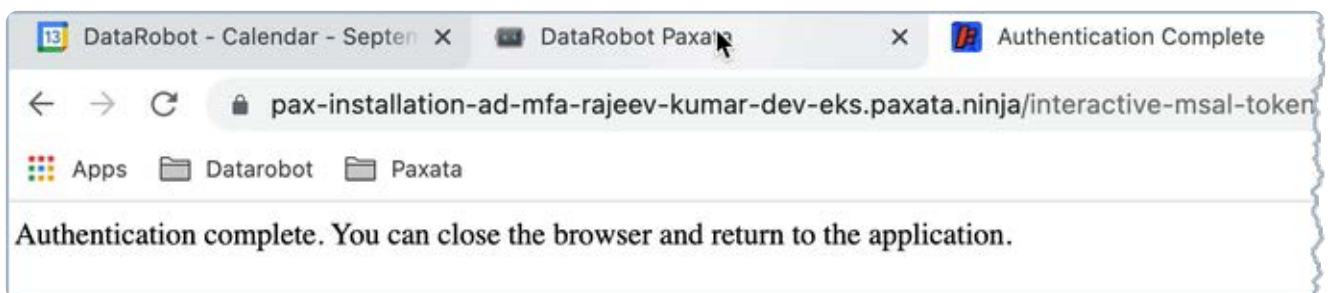 13 DataRobot - Calendar - Septen DataRobot Paxata Authentication Complete
pax-installation-ad-mfa-rajeev-kumar-dev-eks.paxata.ninja/interactive-msal-token
Apps Datarobot Paxata
Authentication complete. You can close the browser and return to the application.